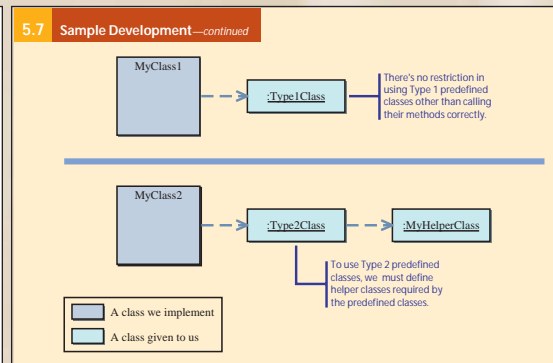 5.7 Sample Development—continued
MyClass1
:Type1Class
There's no restriction in
using Type 1 predefined
classes other than calling
their methods correctly.
MyClass2
:Type2Class
:MyHelperClass
To use Type 2 predefined
classes, we must define
helper classes required by
the predefined classes.
A class we implement
A class given to us